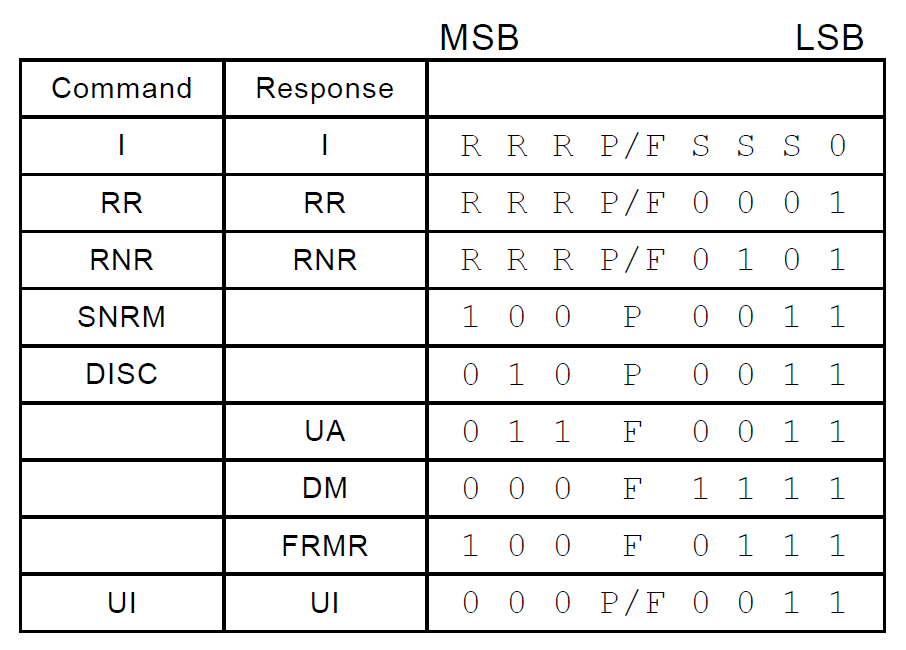 MSB LSB
Command Response
I I R R R P/F S S S 0
RR RR R R R P/F 0 0 0 1
RNR RNR R R R P/F 0 1 0 1
SNRM 1 0 0 P 0 0 1 1
DISC 0 1 0 P 0 0 1 1
UA 0 1 1 F 0 0 1 1
DM 0 0 0 F 1 1 1 1
FRMR 1 0 0 F 0 1 1 1
UI UI 0 0 0 P/F 0 0 1 1